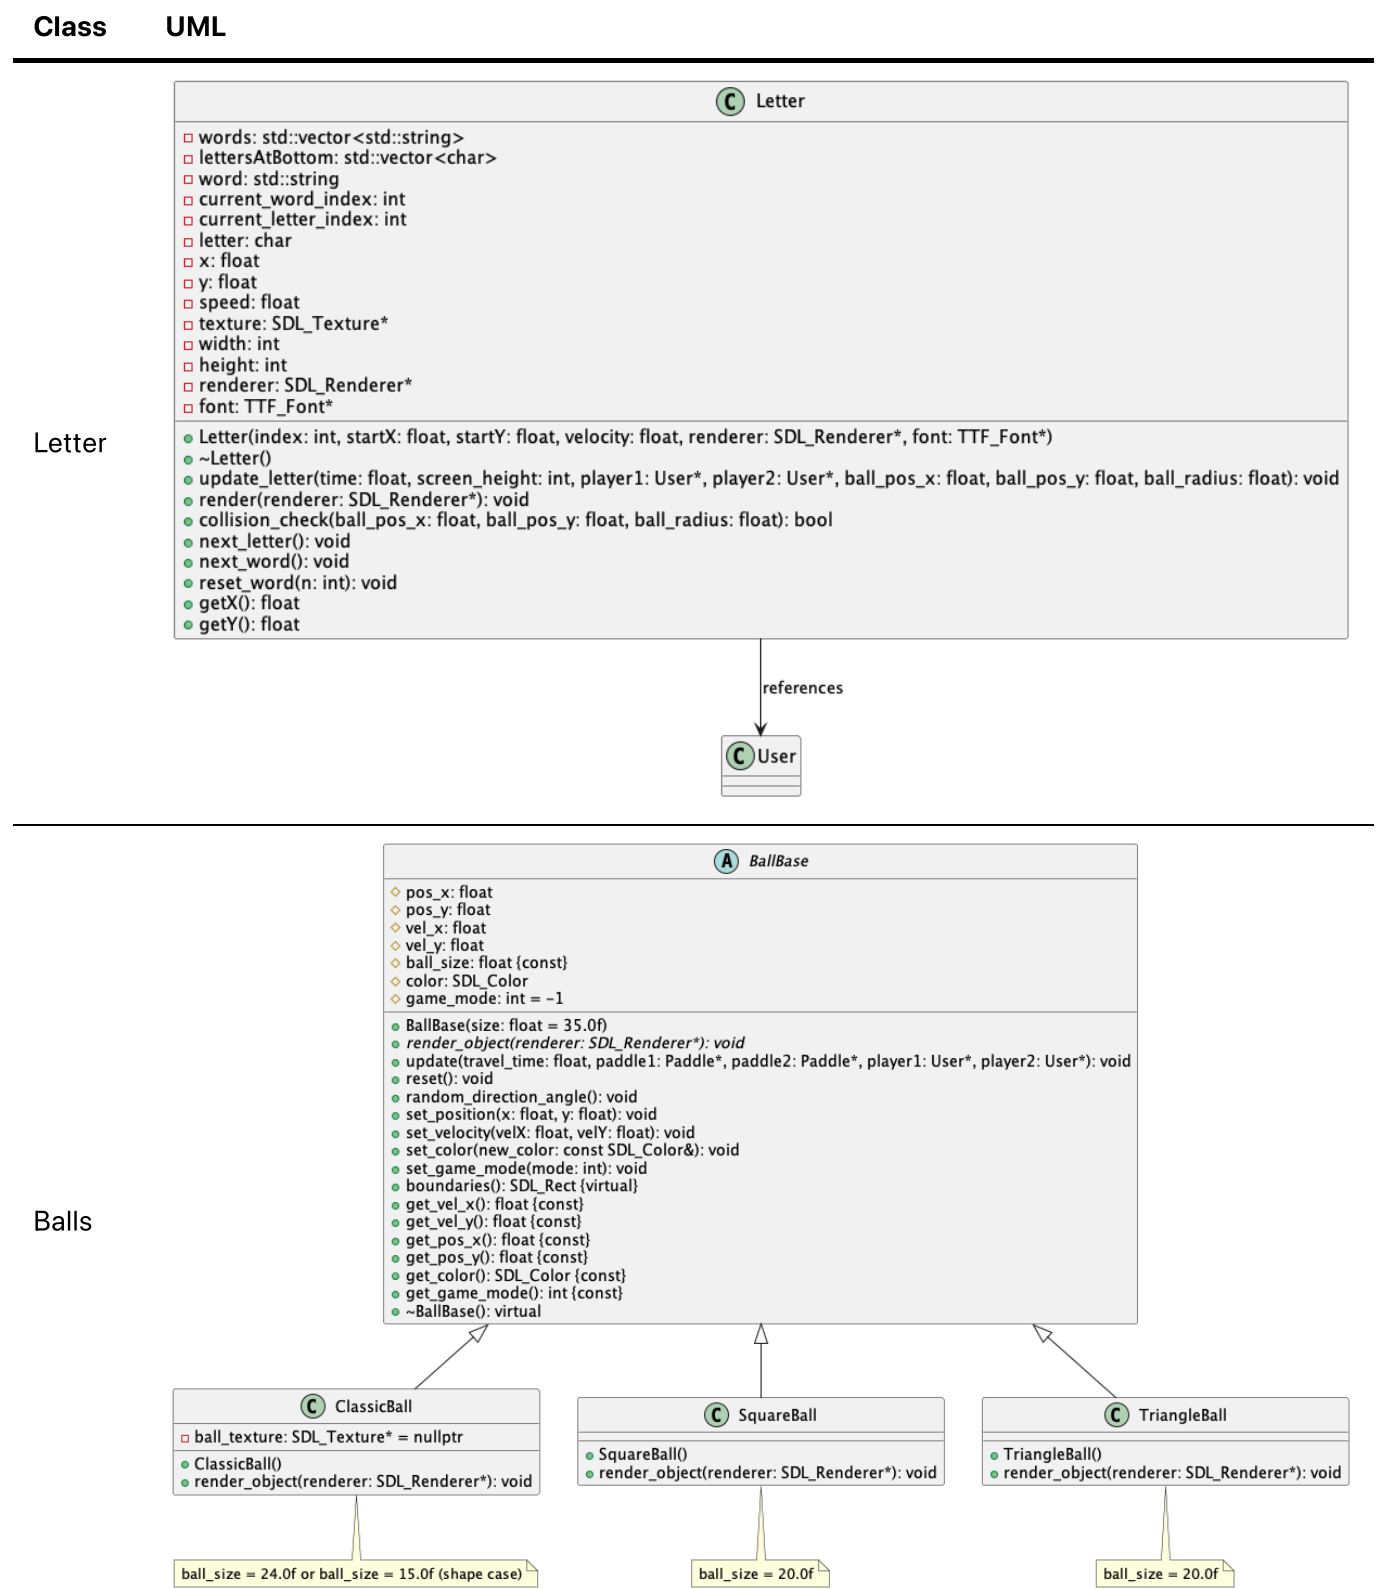 Class UML
C Letter
words: std::vector<std::string>
lettersAtBottom: std::vector<char>
word: std::string
current_word_index: int
current_letter_index: int
letter: char
x: float
y: float
speed: float
texture: SDL_Texture*
width: int
height: int
renderer: SDL_Renderer*
font: TTF_Font*
Letter
Letter(index: int, startX: float, startY: float, velocity: float, renderer: SDL_Renderer*, font: TTF_Font*)
~Letter()
update_letter(time: float, screen_height: int, player1: User*, player2: User*, ball_pos_x: float, ball_pos_y: float, ball_radius: float): void
render(renderer: SDL_Renderer*): void
collision_check(ball_pos_x: float, ball_pos_y: float, ball_radius: float): bool
next_letter(): void
next_word(): void
reset_word(n: int): void
getX(): float
getY(): float
references
C User
A BallBase
pos_x: float
pos_y: float
vel_x: float
vel_y: float
ball_size: float {const}
color: SDL_Color
game_mode: int = -1
BallBase(size: float = 35.0f)
render_object(renderer: SDL_Renderer*): void
update(travel_time: float, paddle1: Paddle*, paddle2: Paddle*, player1: User*, player2: User*): void
reset(): void
random_direction_angle(): void
set_position(x: float, y: float): void
set_velocity(velX: float, velY: float): void
set_color(new_color: const SDL_Color&): void
set_game_mode(mode: int): void
boundaries(): SDL_Rect {virtual}
get_vel_x(): float {const}
Balls
get_vel_y(): float {const}
get_pos_x(): float {const}
get_pos_y(): float {const}
get_color(): SDL_Color {const}
get_game_mode(): int {const}
~BallBase(): virtual
C ClassicBall
ball_texture: SDL_Texture* = nullptr
ClassicBall()
render_object(renderer: SDL_Renderer*): void
C SquareBall
SquareBall()
render_object(renderer: SDL_Renderer*): void
C TriangleBall
TriangleBall()
render_object(renderer: SDL_Renderer*): void
ball_size = 24.0f or ball_size = 15.0f (shape case)
ball_size = 20.0f
ball_size = 20.0f